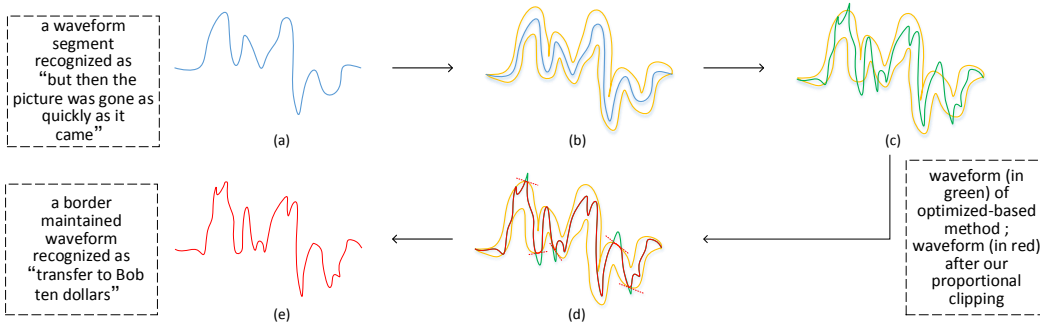 a waveform
segment
recognized as
“but then the
picture was gone as
quickly as it
came”
(a)
(b)
(c)
a border
maintained
waveform
recognized as
“transfer to Bob
ten dollars”
(e)
(d)
waveform (in
green) of
optimized-based
method ;
waveform (in red)
after our
proportional
clipping